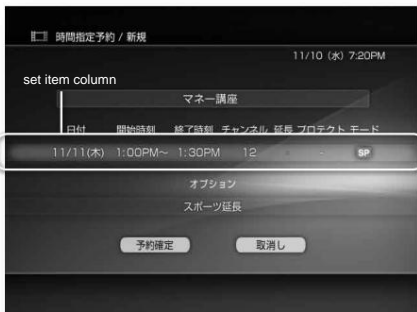 時間指定予約 / 新規
11/10 (水) 7:20PM
set item column
マネー講座
日付 開始時刻 終了時刻 チャンネル 延長 プロテクト モード
11/11(木) 1:00PM~ 1:30PM 12 - - SP
オプション
スポーツ延長
予約確定 取消し